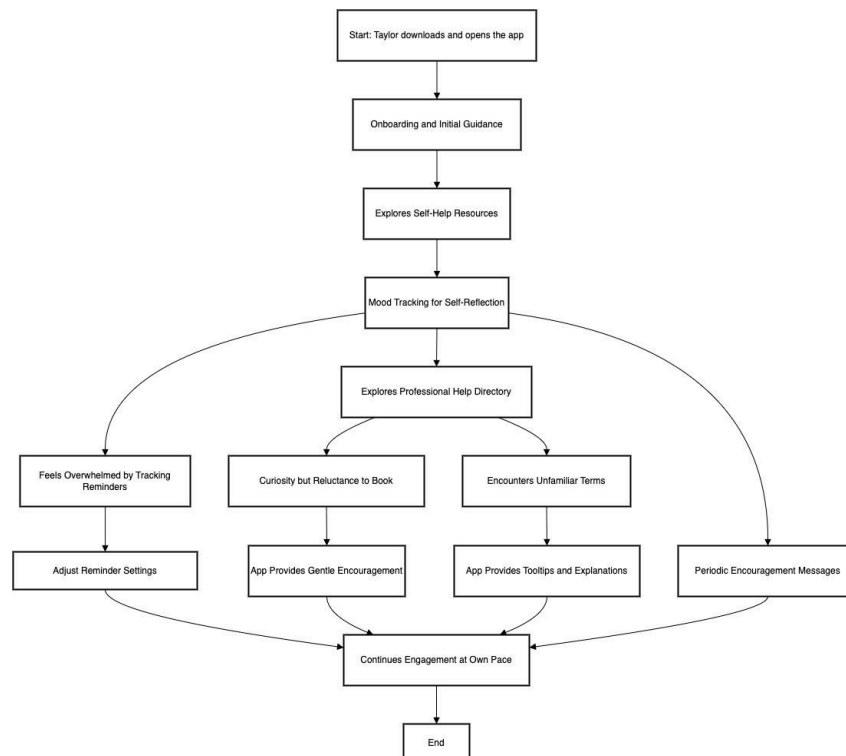 Start: Taylor downloads and opens the app
Onboarding and Initial Guidance
Explores Self-Help Resources
Mood Tracking for Self-Reflection
Explores Professional Help Directory
Feels Overwhelmed by Tracking
Reminders
Curiosity but Reluctance to Book
Encounters Unfamiliar Terms
Adjust Reminder Settings
App Provides Gentle Encouragement
App Provides Tooltips and Explanations
Periodic Encouragement Messages
Continues Engagement at Own Pace
End